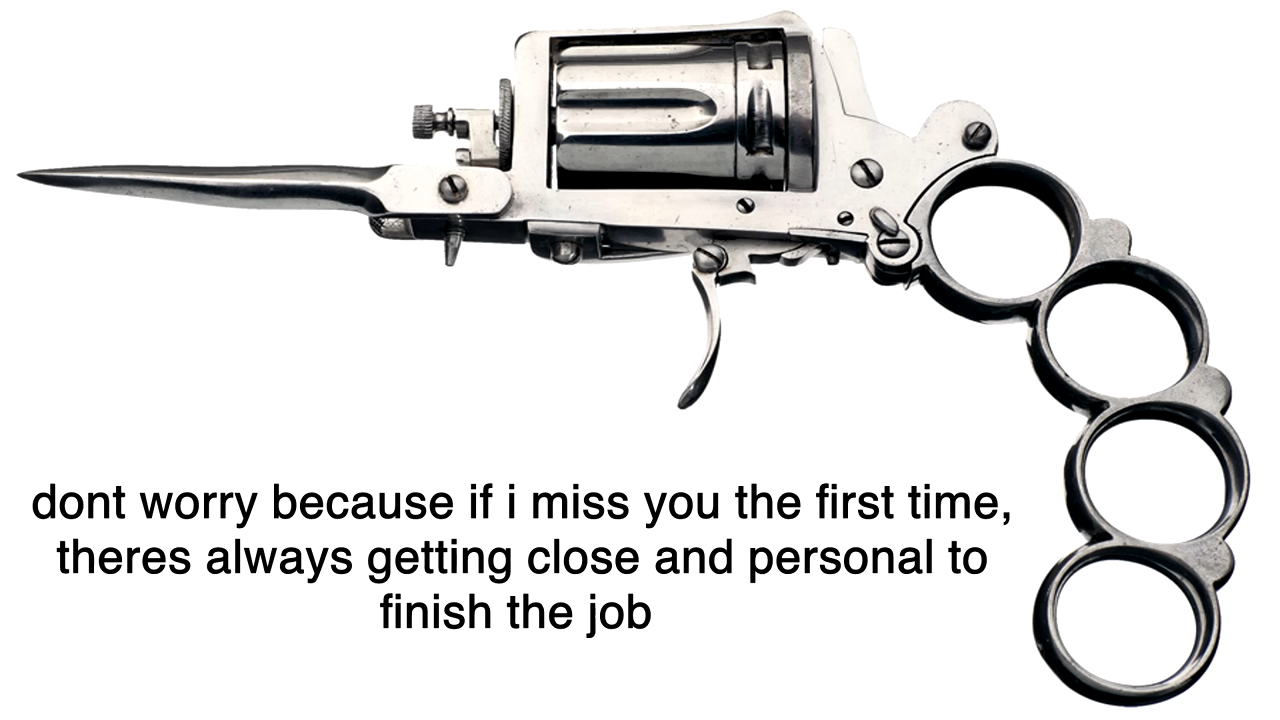 dont worry because if i miss you the first time,
theres always getting close and personal to
finish the job